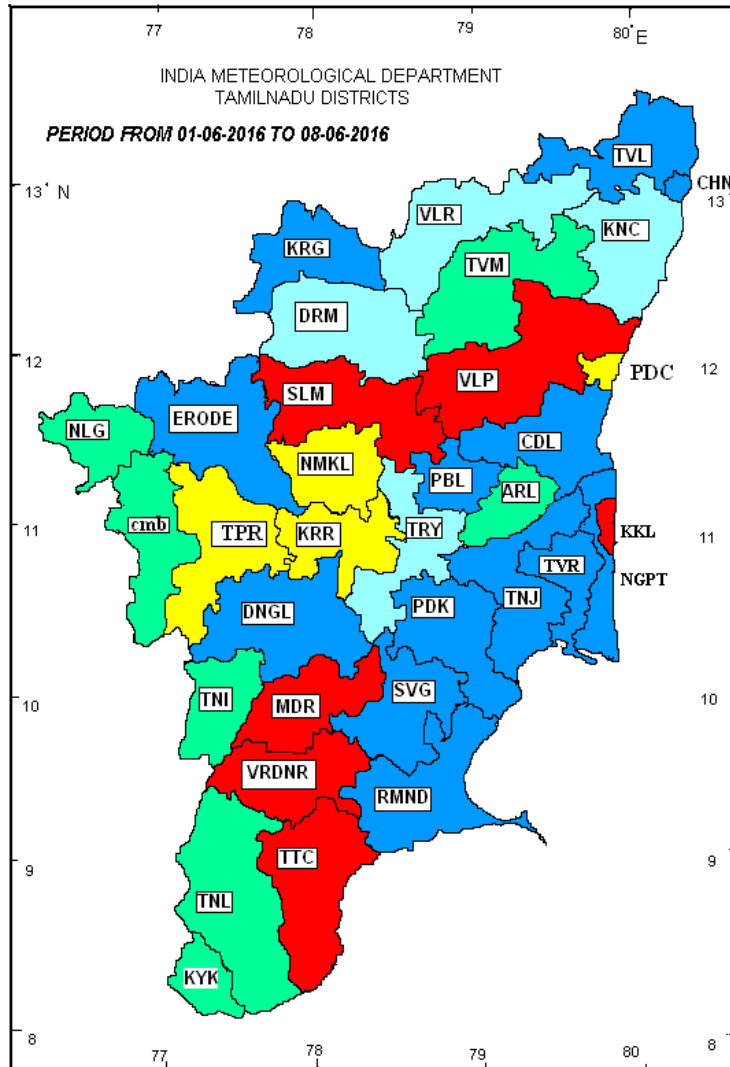 77 78 79 80° E
INDIA METEOROLOGICAL DEPARTMENT
TAMILNADU DISTRICTS
PERIOD FROM 01-06-2016 TO 08-06-2016
TVL
13° N
CHN
13
VLR
KNC
KRG
TVM
DRM
12
12
PDC
SLM
VLP
NLG
ERODE
CDL
NMKL
PBL
ARL
11
cmb
TPR
KRR
TRY
KKL
11
TVR
NGPT
DNGL
PDK
TNJ
10
TNI
MDR
SVG
10
VRDNR
RMND
9
TTC
9
TNL
KYK
8
8
77 78 79 80